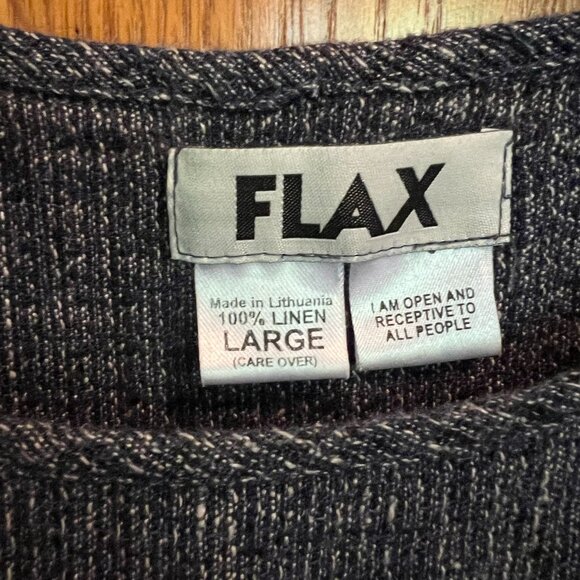 FLAX
Made in Lithuania
100% LINEN
LARGE
(CARE OVER)
I AM OPEN AND
RECEPTIVE TO
ALL PEOPLE